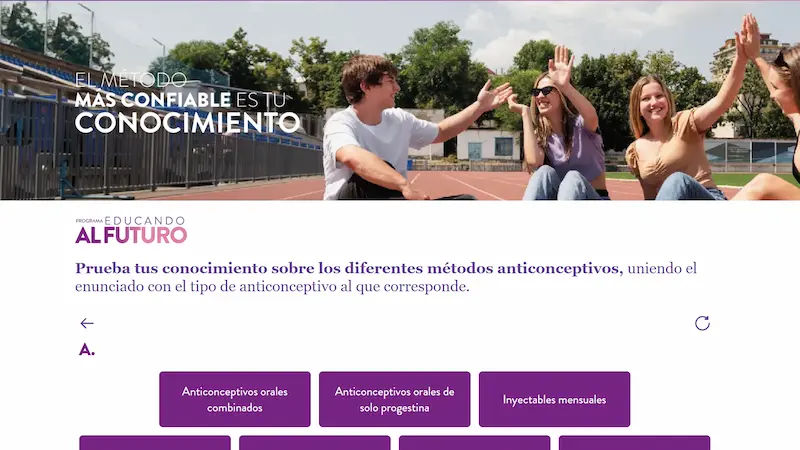 EL MÉTODO
MÁS CONFIABLE ES TU
CONOCIMIENTO
PROGRAMA EDUCANDO
AL FUTURO
Prueba tus conocimiento sobre los diferentes métodos anticonceptivos, uniendo el
enunciado con el tipo de anticonceptivo al que corresponde.
A.
Anticonceptivos orales
combinados
Anticonceptivos orales de
solo progestina
Inyectables mensuales